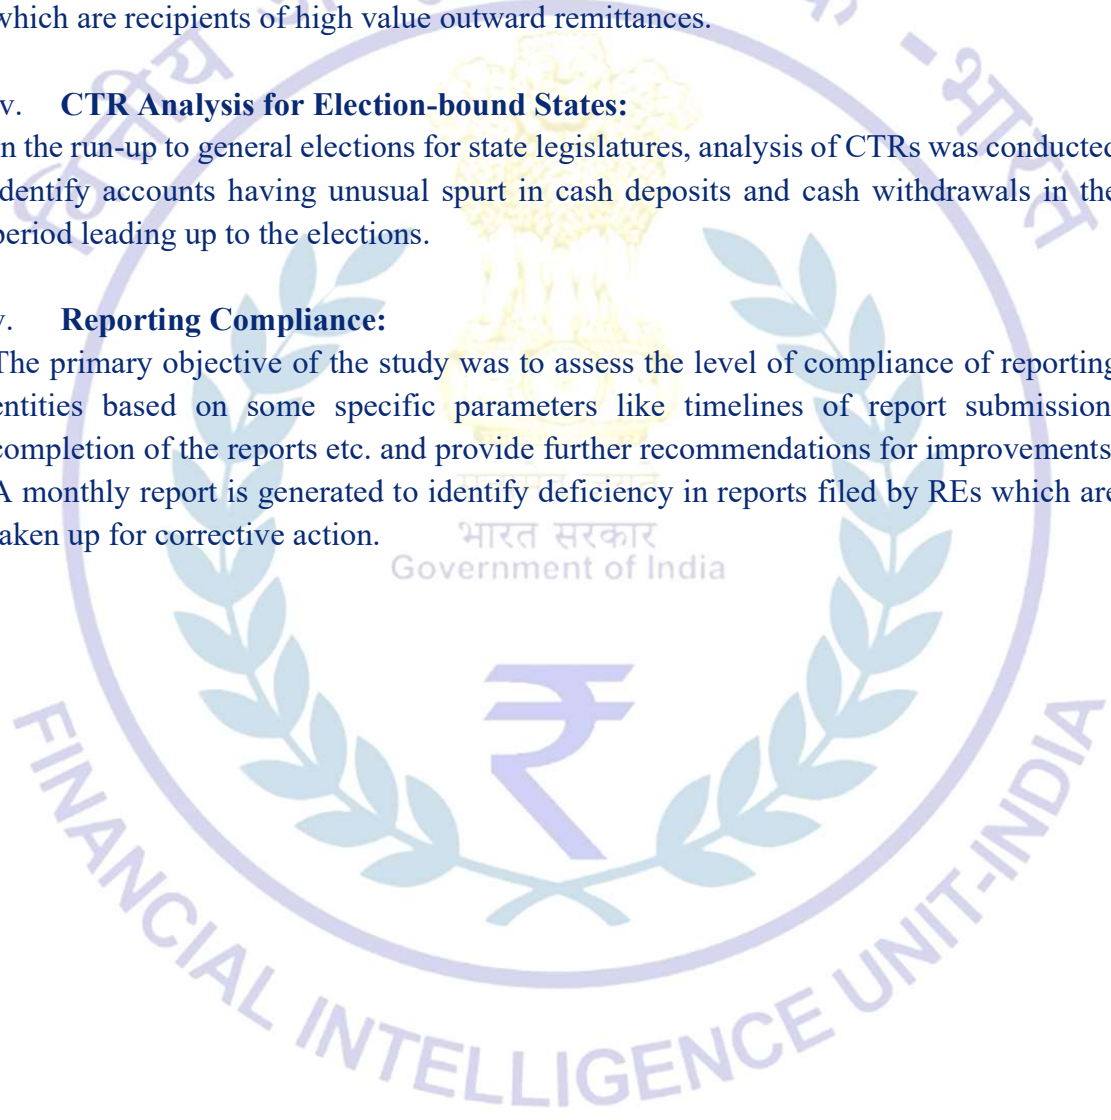 which are recipients of high value outward remittances.
v. CTR Analysis for Election-bound States:
n the run-up to general elections for state legislatures, analysis of CTRs was conducted
identify accounts having unusual spurt in cash deposits and cash withdrawals in the
period leading up to the elections.
v. Reporting Compliance:
The primary objective of the study was to assess the level of compliance of reporting
entities based on some specific parameters like timelines of report submission
completion of the reports etc. and provide further recommendations for improvements
A monthly report is generated to identify deficiency in reports filed by REs which are
taken up for corrective action.
वित्तीय
-भारत
सत्यमेव जयते
भारत सरकार
Government of India
₹
FINANCIAL INTELLIGENCE UNIT-INDIA